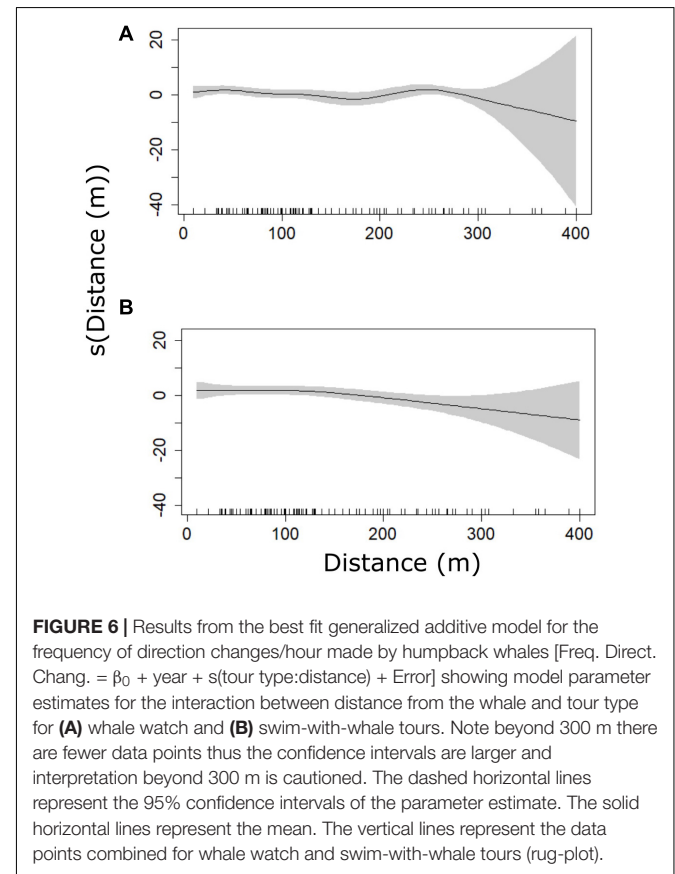 A
20
0
-20
-40
0 100 200 300 400
s(Distance (m))
B
20
0
-20
-40
0 100 200 300 400
Distance (m)
FIGURE 6 | Results from the best fit generalized additive model for the
frequency of direction changes/hour made by humpback whales [Freq. Direct.
Chang. = β0 + year + s(tour type:distance) + Error] showing model parameter
estimates for the interaction between distance from the whale and tour type
for (A) whale watch and (B) swim-with-whale tours. Note beyond 300 m there
are fewer data points thus the confidence intervals are larger and
interpretation beyond 300 m is cautioned. The dashed horizontal lines
represent the 95% confidence intervals of the parameter estimate. The solid
horizontal lines represent the mean. The vertical lines represent the data
points combined for whale watch and swim-with-whale tours (rug-plot).